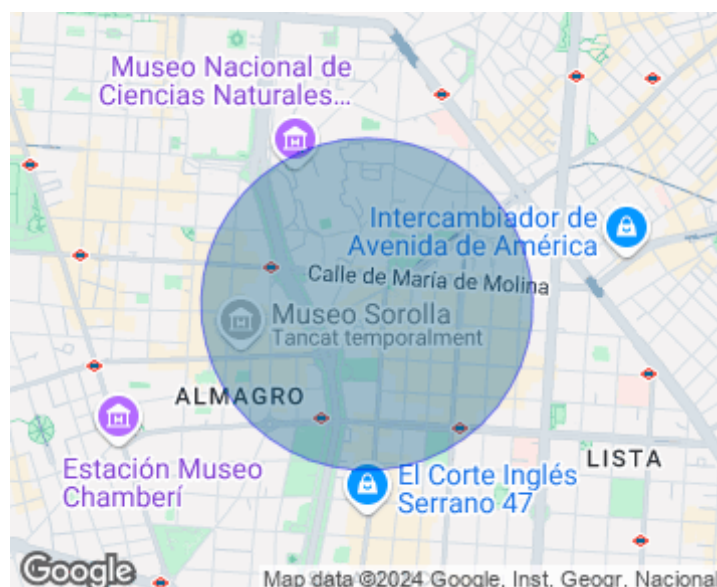 Museo Nacional de
Ciencias Naturales...
Intercambiador de
Avenida de América
Calle de María de Molina
Museo Sorolla
Tancat temporalment
ALMAGRO
Estación Museo
Chamberí
LISTA
El Corte Inglés
Serrano 47
Google
Map data ©2024 Google, Inst. Geogr. Nacional